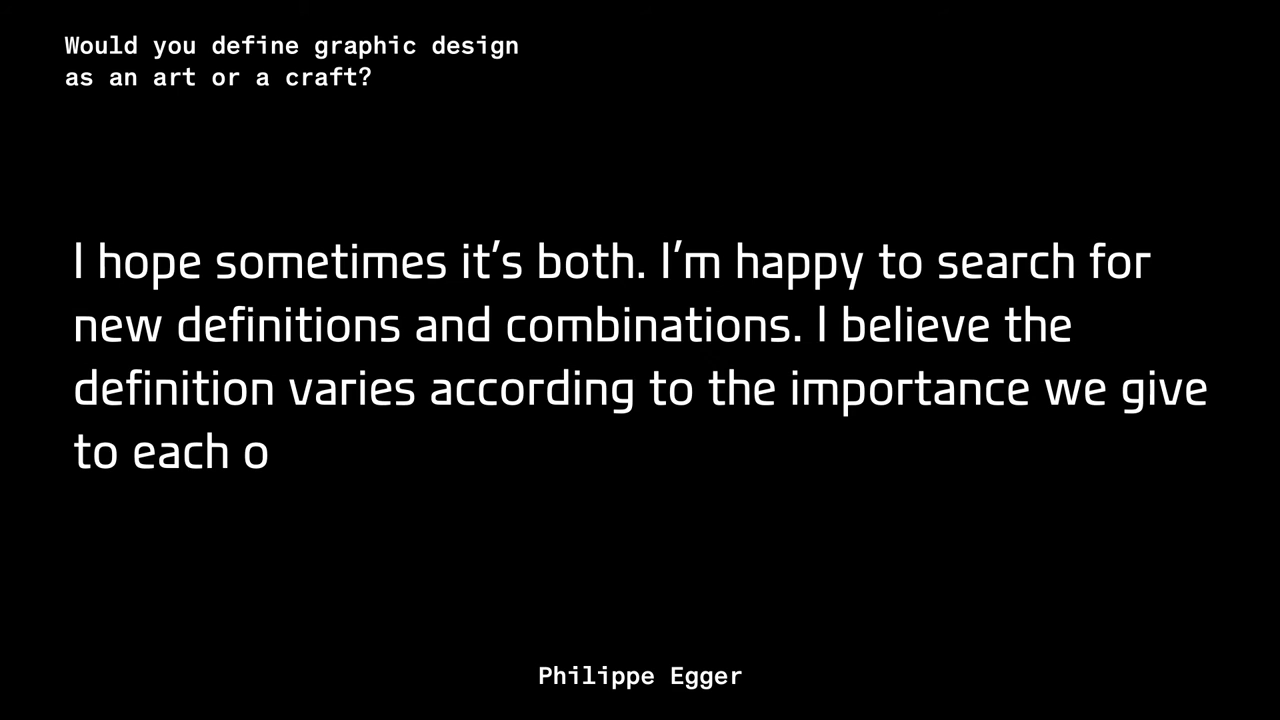 Would you define graphic design
as an art or a craft?
I hope sometimes it’s both. I’m happy to search for
new definitions and combinations. I believe the
definition varies according to the importance we give
to each o
Philippe Egger